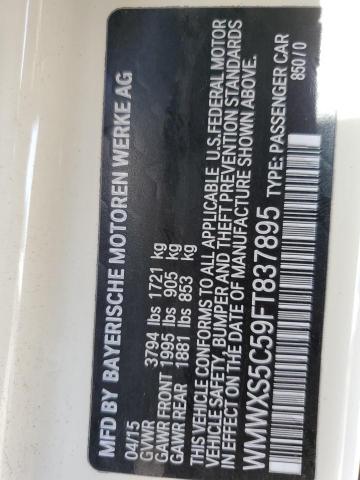 MFD BY BAYERISCHE MOTOREN WERKE AG
04/15
GVWR 3794 lbs 1721 kg
GAWR FRONT 1995 lbs 905 kg
GAWR REAR 1881 lbs 853 kg
THIS VEHICLE CONFORMS TO ALL APPLICABLE U.S.FEDERAL MOTOR
VEHICLE SAFETY, BUMPER AND THEFT PREVENTION STANDARDS
IN EFFECT ON THE DATE OF MANUFACTURE SHOWN ABOVE.
WMWXS5C59FT837895 TYPE: PASSENGER CAR
850/0